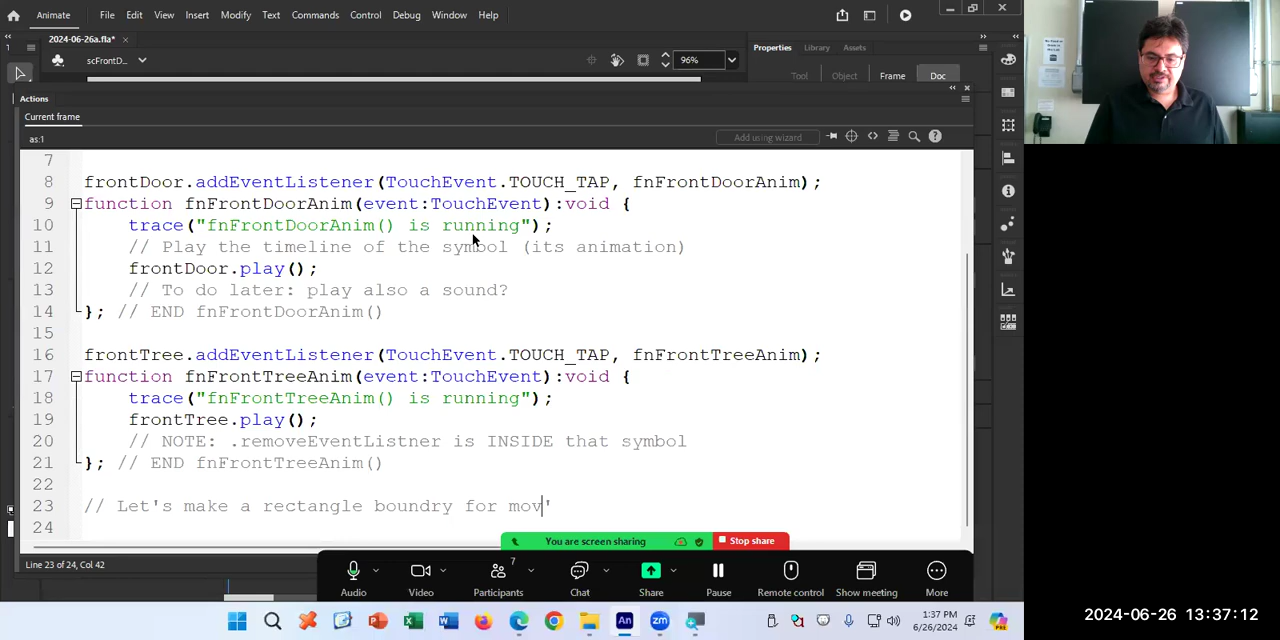 Animate File Edit View Insert Modify Text Commands Control Debug Window Help
2024-06-26a.fla* ×
scFrontD...
96%
Properties Library Assets
Tool Object Frame Doc
Actions
Current frame
as:1
Add using wizard
7
8 frontDoor.addEventListener(TouchEvent.TOUCH_TAP, fnFrontDoorAnim);
9 function fnFrontDoorAnim(event:TouchEvent):void {
10 trace("fnFrontDoorAnim() is running");
11 // Play the timeline of the symbol (its animation)
12 frontDoor.play();
13 // To do later: play also a sound?
14 }; // END fnFrontDoorAnim()
15
16 frontTree.addEventListener(TouchEvent.TOUCH_TAP, fnFrontTreeAnim);
17 function fnFrontTreeAnim(event:TouchEvent):void {
18 trace("fnFrontTreeAnim() is running");
19 frontTree.play();
20 // NOTE: .removeEventListner is INSIDE that symbol
21 }; // END fnFrontTreeAnim()
22
23 // Let's make a rectangle boundry for mov'
24
You are screen sharing Stop share
Line 23 of 24, Col 42
7
Audio Video Participants Chat Share Pause Remote control Show meeting More
1:37 PM
6/26/2024
2024-06-26 13:37:12